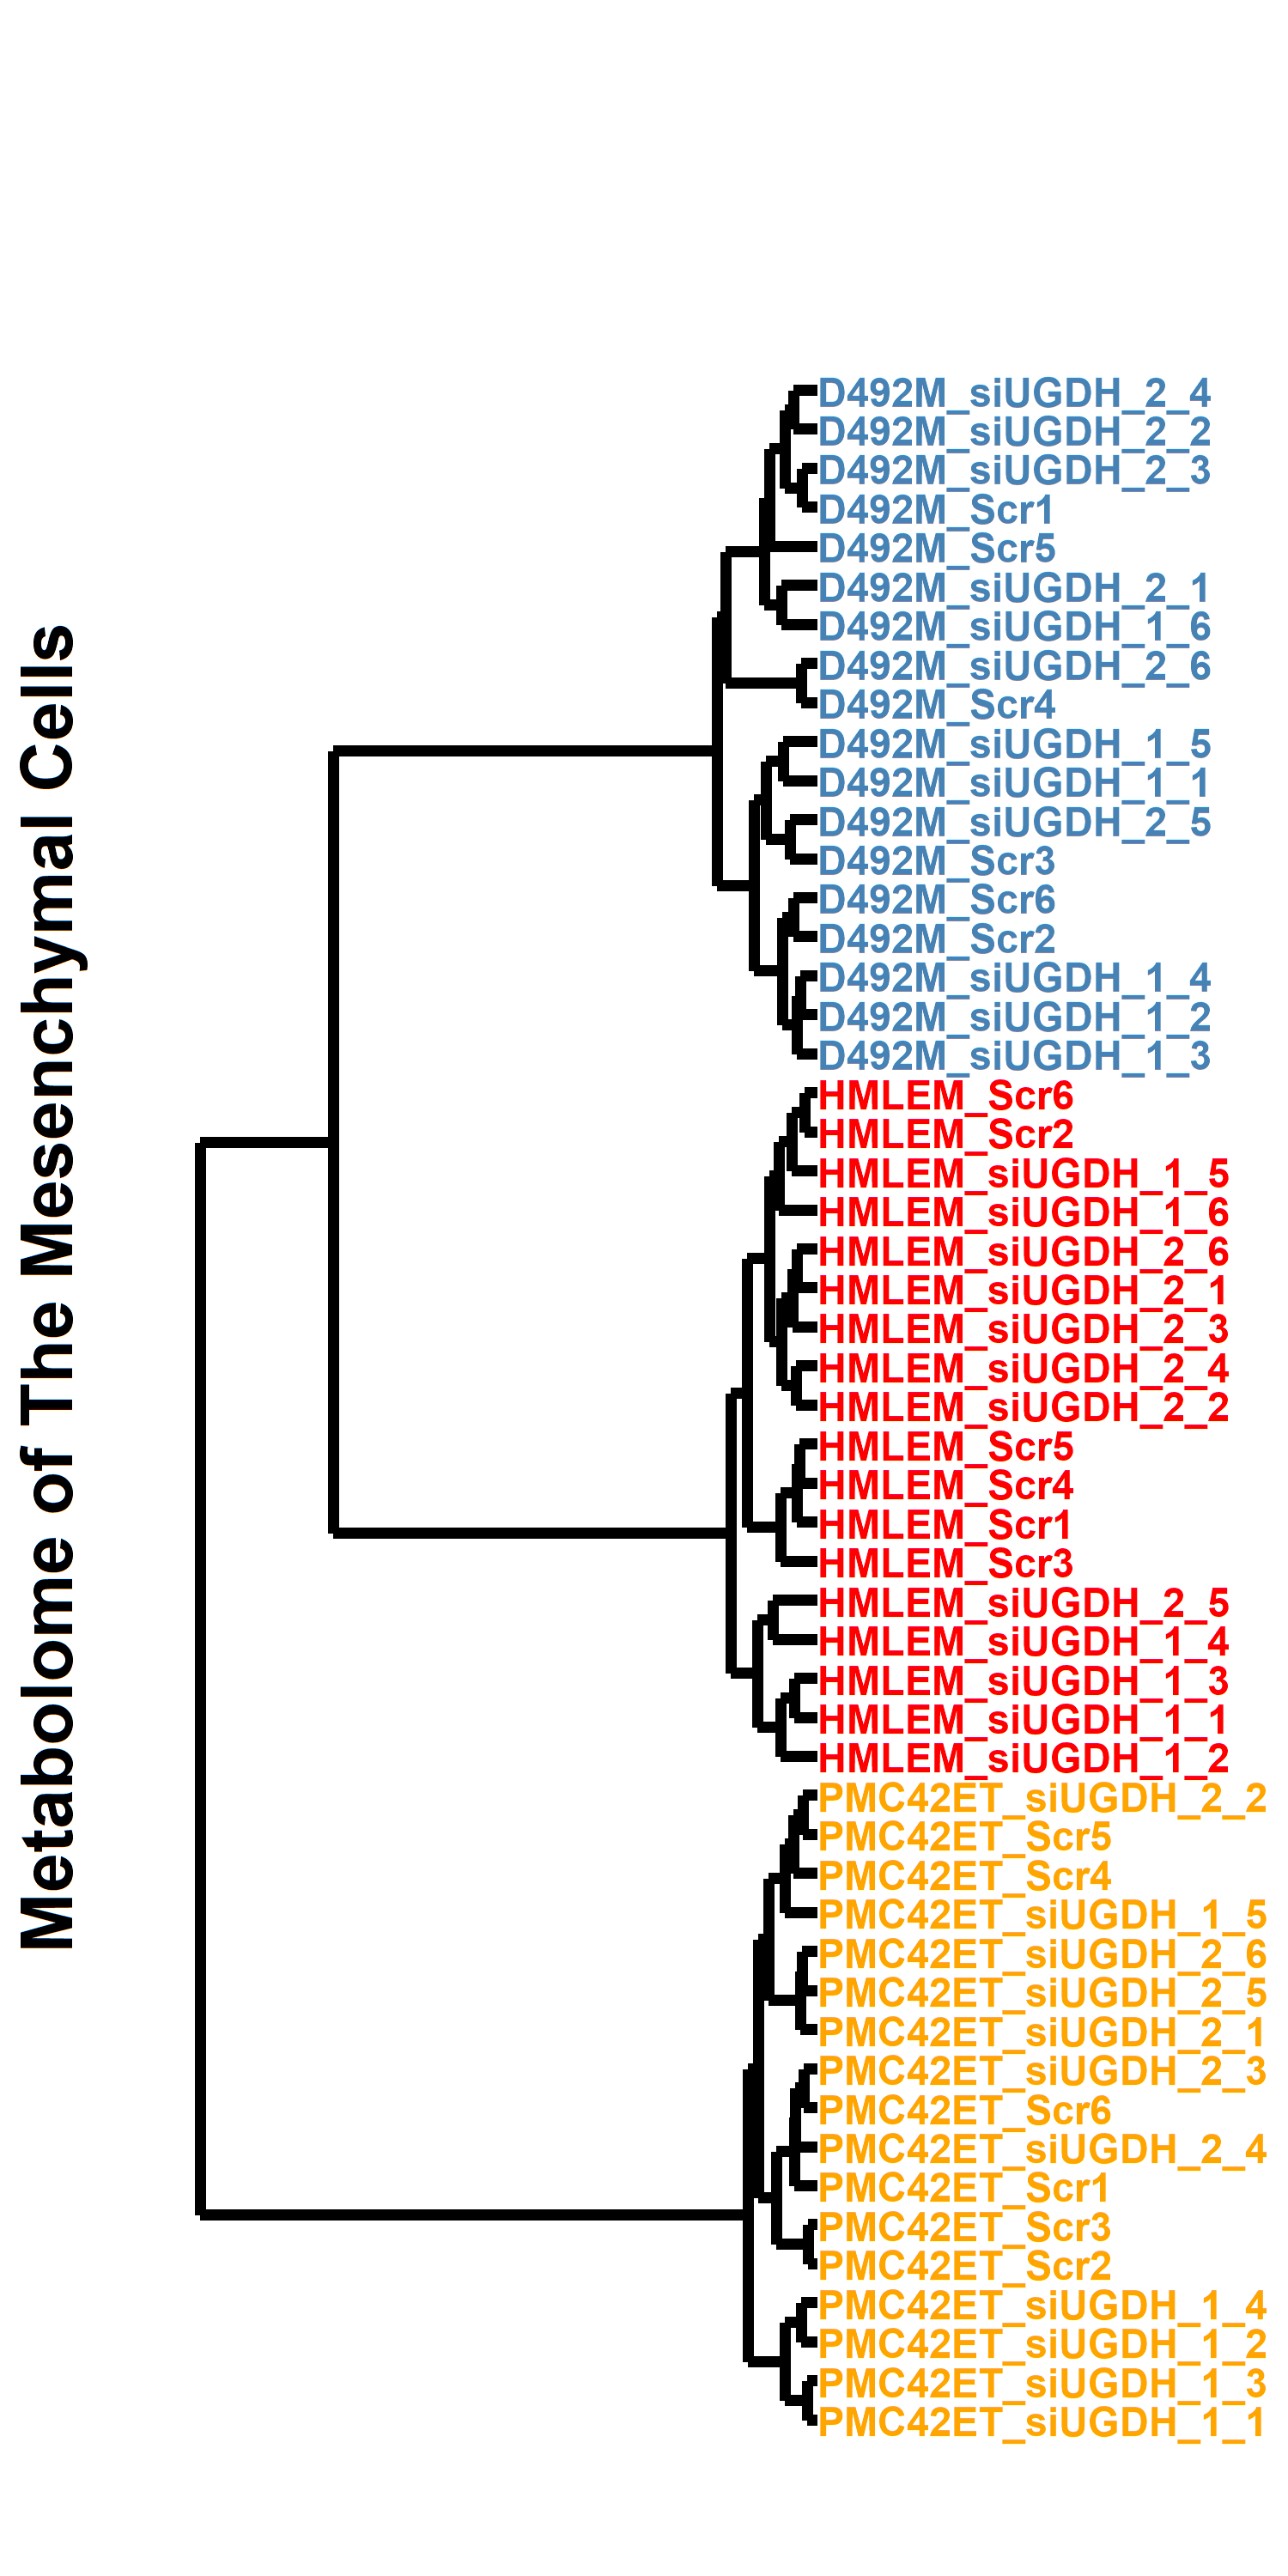 Metabolome of The Mesenchymal Cells
D492M_siUGDH_2_4
D492M_siUGDH_2_2
D492M_siUGDH_2_3
D492M_Scr1
D492M_Scr5
D492M_siUGDH_2_1
D492M_siUGDH_1_6
D492M_siUGDH_2_6
D492M_Scr4
D492M_siUGDH_1_5
D492M_siUGDH_1_1
D492M_siUGDH_2_5
D492M_Scr3
D492M_Scr6
D492M_Scr2
D492M_siUGDH_1_4
D492M_siUGDH_1_2
D492M_siUGDH_1_3
HMLEM_Scr6
HMLEM_Scr2
HMLEM_siUGDH_1_5
HMLEM_siUGDH_1_6
HMLEM_siUGDH_2_6
HMLEM_siUGDH_2_1
HMLEM_siUGDH_2_3
HMLEM_siUGDH_2_4
HMLEM_siUGDH_2_2
HMLEM_Scr5
HMLEM_Scr4
HMLEM_Scr1
HMLEM_Scr3
HMLEM_siUGDH_2_5
HMLEM_siUGDH_1_4
HMLEM_siUGDH_1_3
HMLEM_siUGDH_1_1
HMLEM_siUGDH_1_2
PMC42ET_siUGDH_2_2
PMC42ET_Scr5
PMC42ET_Scr4
PMC42ET_siUGDH_1_5
PMC42ET_siUGDH_2_6
PMC42ET_siUGDH_2_5
PMC42ET_siUGDH_2_1
PMC42ET_siUGDH_2_3
PMC42ET_Scr6
PMC42ET_siUGDH_2_4
PMC42ET_Scr1
PMC42ET_Scr3
PMC42ET_Scr2
PMC42ET_siUGDH_1_4
PMC42ET_siUGDH_1_2
PMC42ET_siUGDH_1_3
PMC42ET_siUGDH_1_1